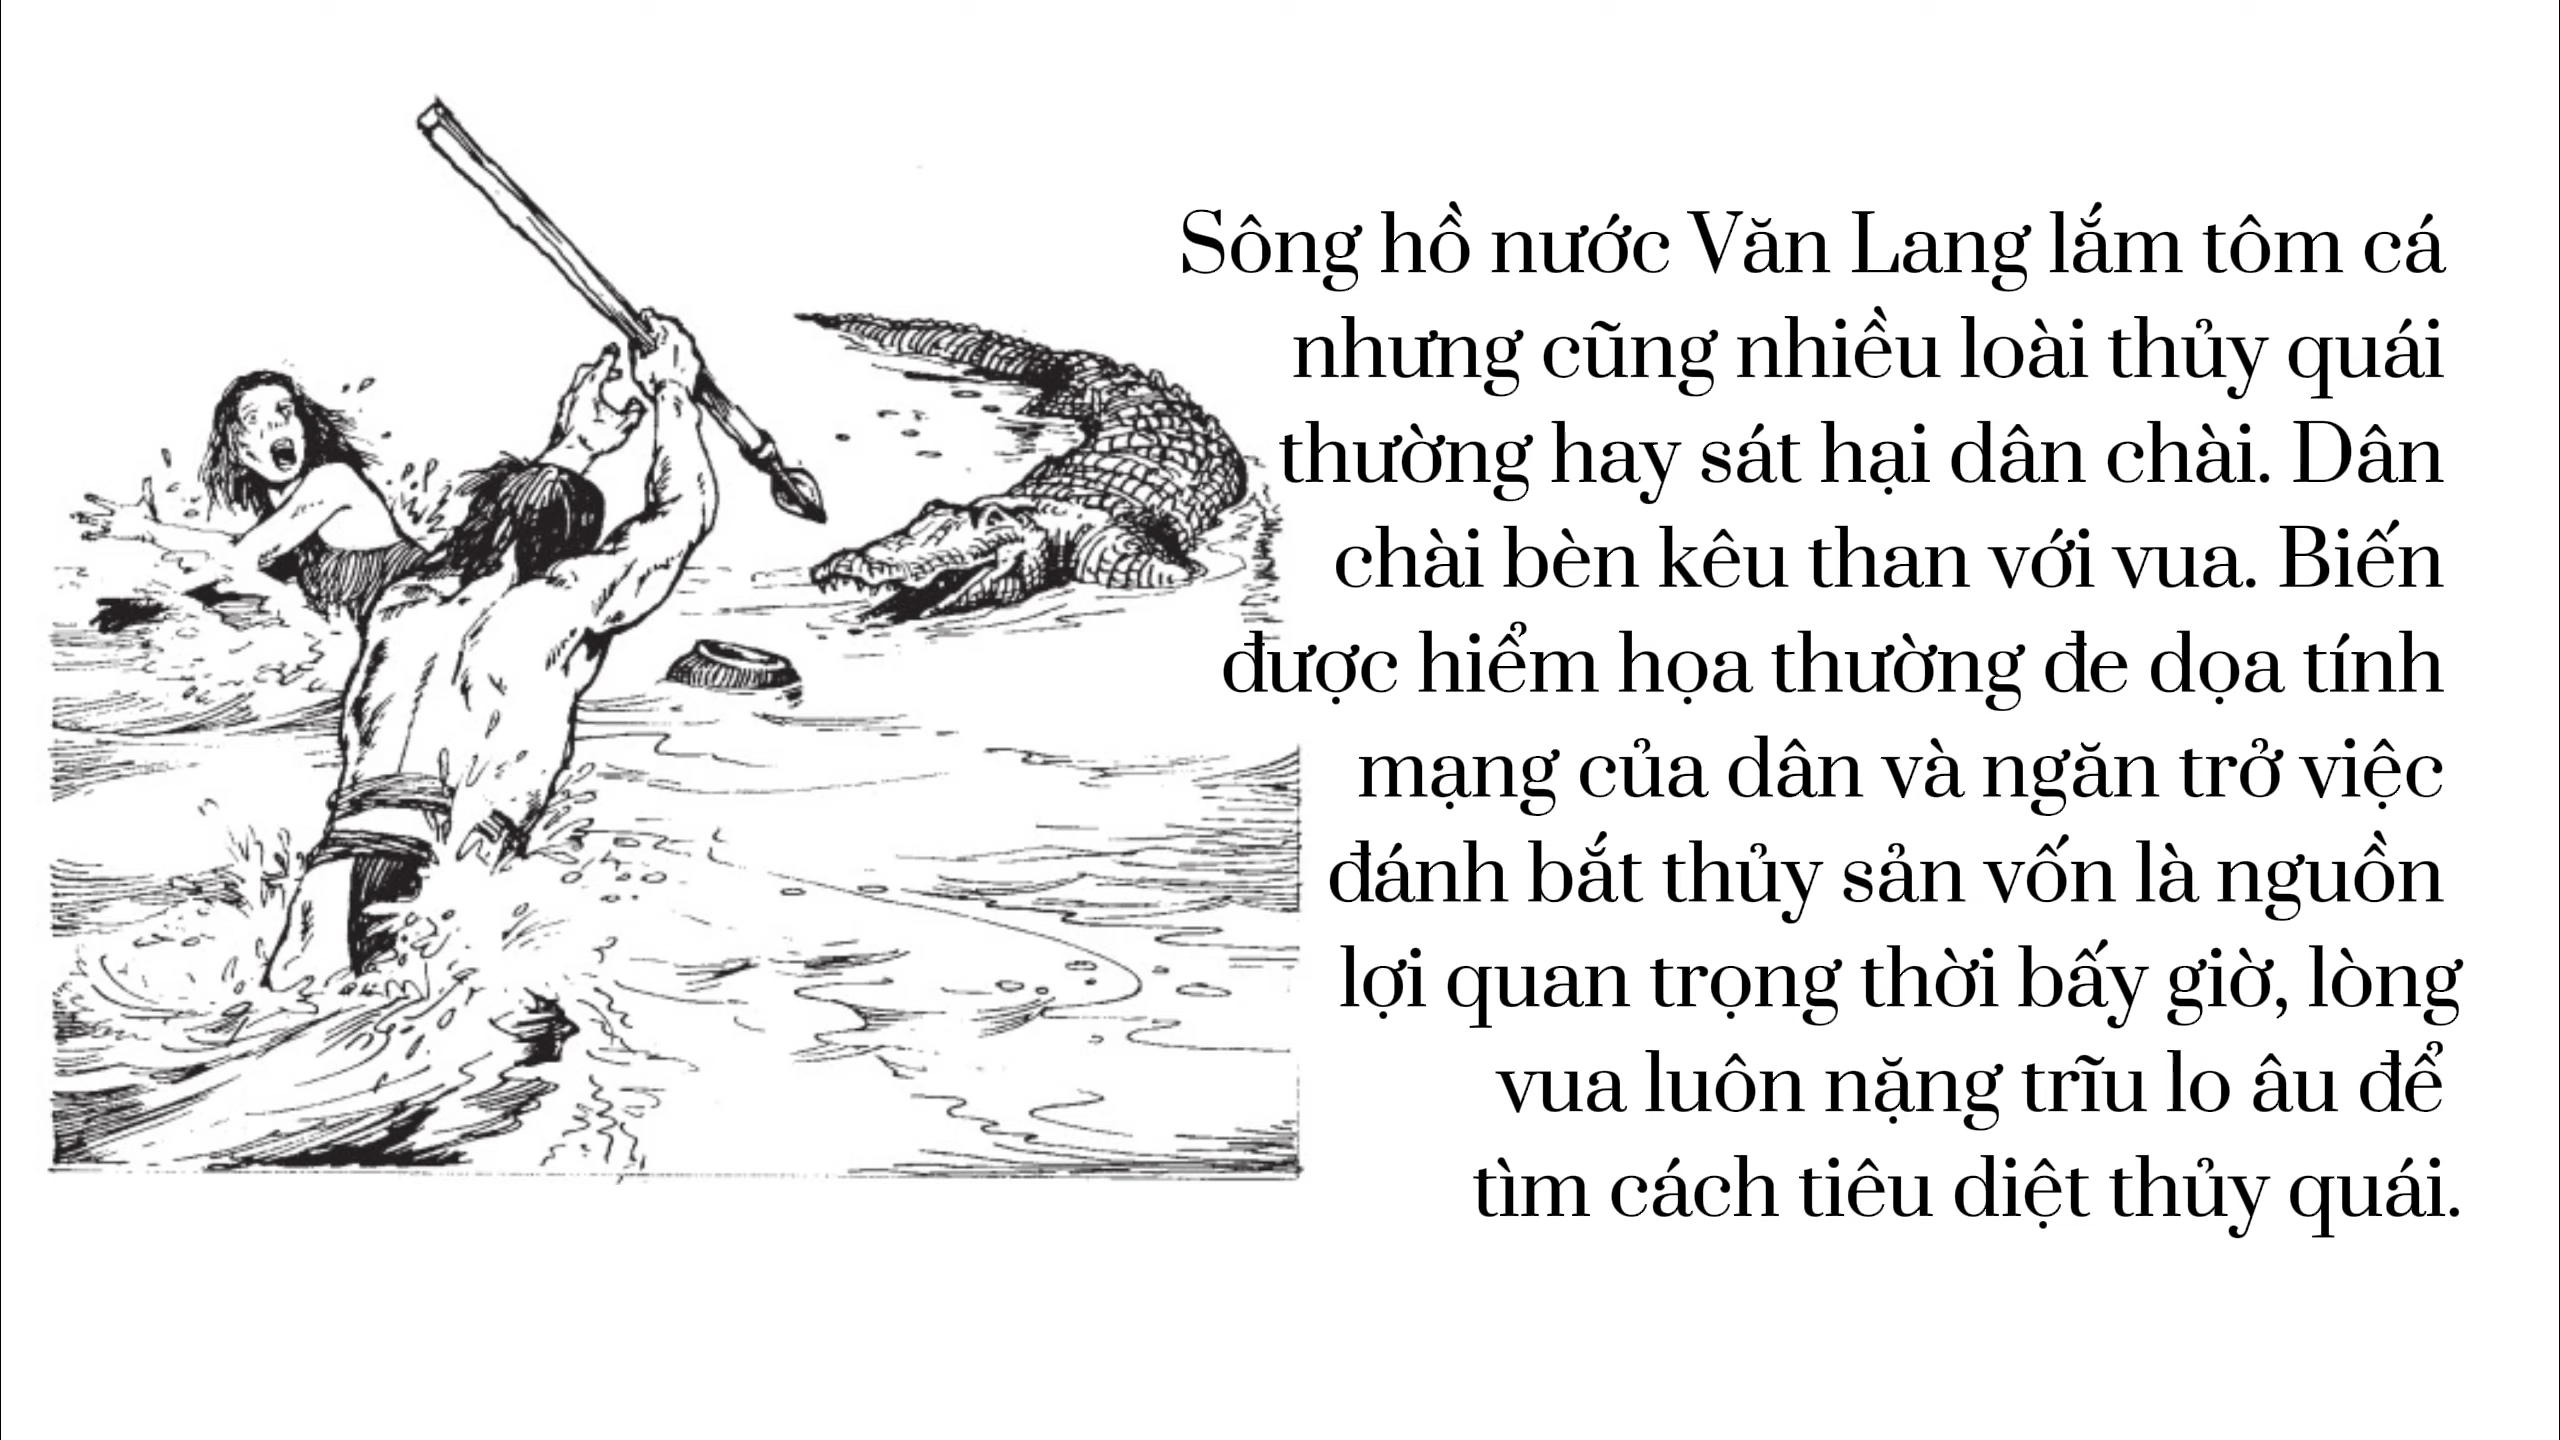 Sông hồ nước Văn Lang lắm tôm cá
nhưng cũng nhiều loài thủy quái
thường hay sát hại dân chài. Dân
chài bèn kêu than với vua. Biến
được hiểm họa thường đe dọa tính
mạng của dân và ngăn trở việc
đánh bắt thủy sản vốn là nguồn
lợi quan trọng thời bấy giờ, lòng
vua luôn nặng trĩu lo âu để
tìm cách tiêu diệt thủy quái.